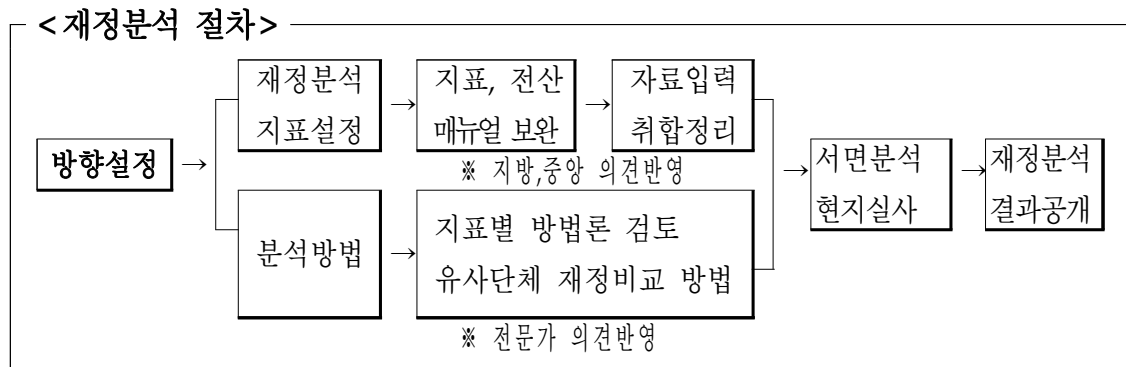 <재정분석 절차>
방향설정
→
재정분석
지표설정
→
지표, 전산
매뉴얼 보완
→
자료입력
취합정리
※ 지방,중앙 의견반영
분석방법
→
지표별 방법론 검토
유사단체 재정비교 방법
※ 전문가 의견반영
→
서면분석
현지실사
→
재정분석
결과공개